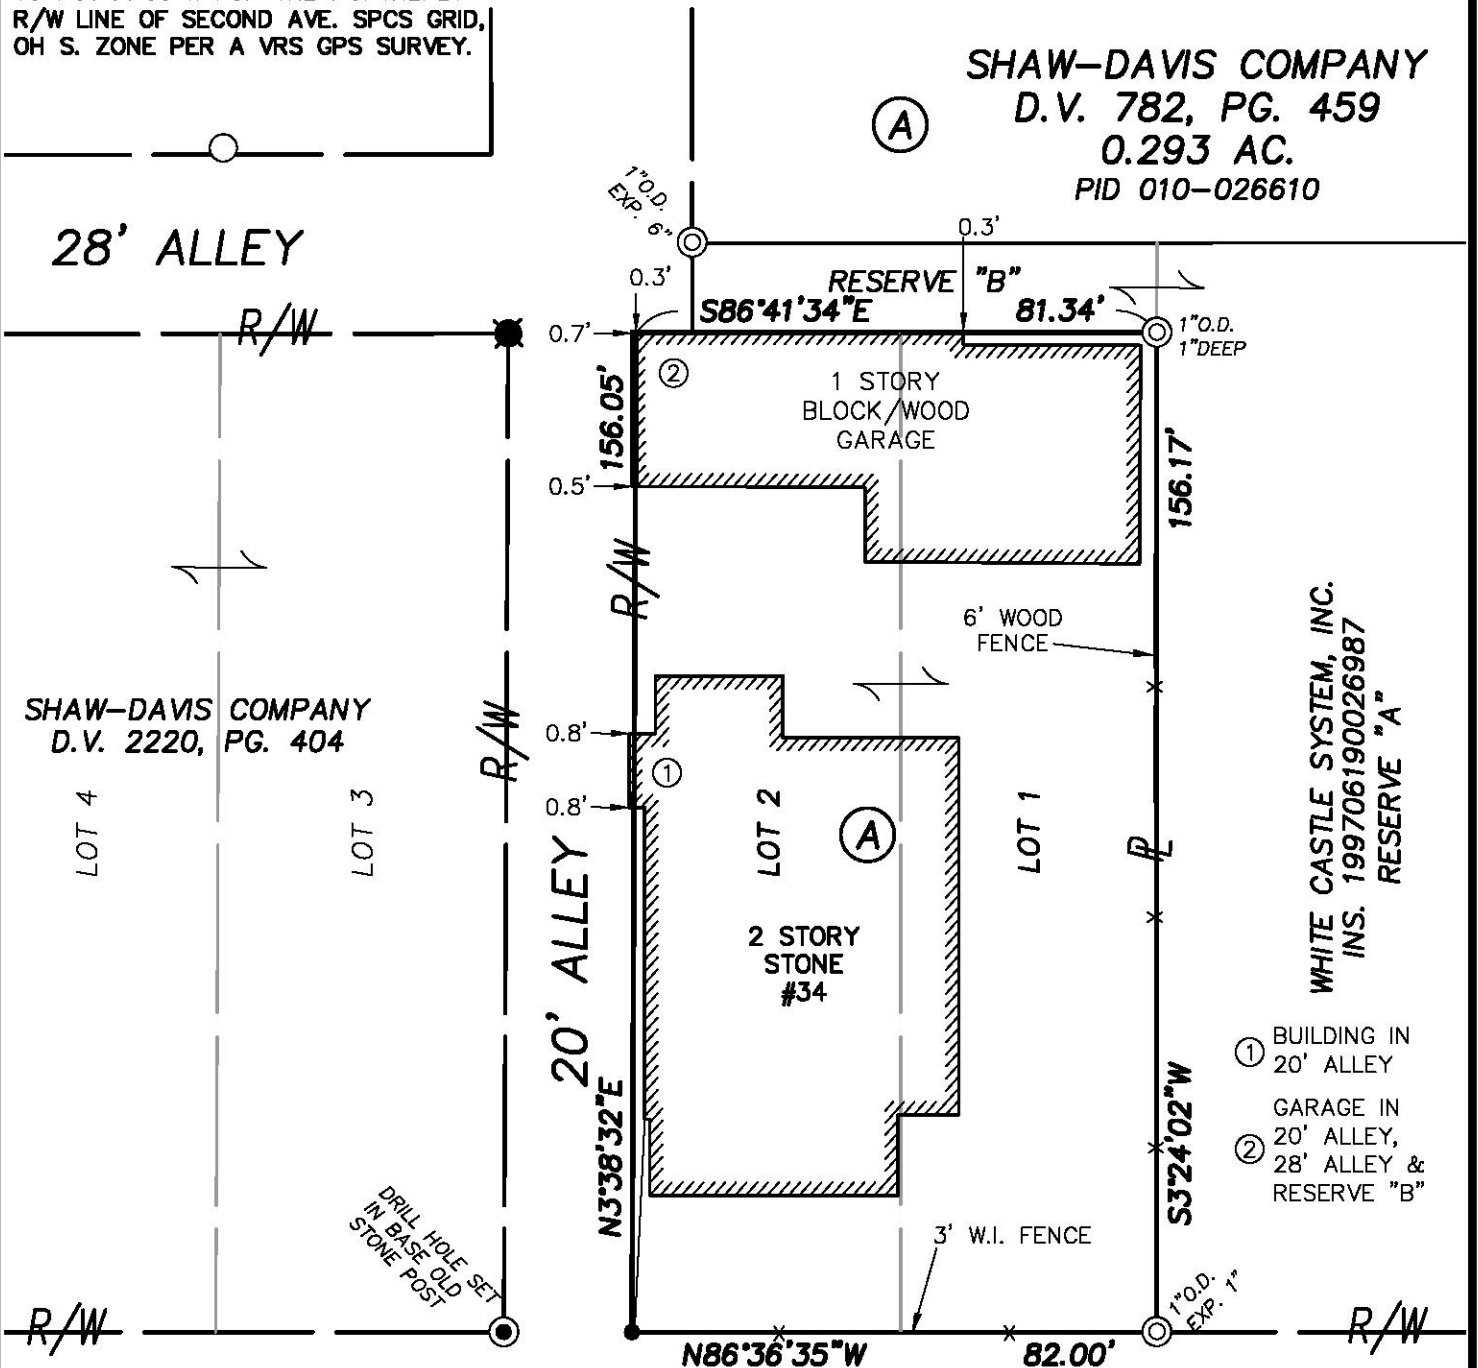 R/W LINE OF SECOND AVE. SPCS GRID,
OH S. ZONE PER A VRS GPS SURVEY.
SHAW-DAVIS COMPANY
D.V. 782, PG. 459
0.293 AC.
PID 010-026610
A
1"O.D.
EXP. 6"
28' ALLEY
R/W
0.3'
0.3'
RESERVE "B"
S86°41'34"E
81.34'
0.7'
1"O.D.
1"DEEP
2
1 STORY
BLOCK/WOOD
GARAGE
156.05'
156.17'
0.5'
R/W
6' WOOD
FENCE
SHAW-DAVIS COMPANY
D.V. 2220, PG. 404
R/W
0.8'
1
0.8'
LOT 4
LOT 3
LOT 2
A
LOT 1
PL
WHITE CASTLE SYSTEM, INC.
INS. 199706190026987
RESERVE "A"
20' ALLEY
2 STORY
STONE
#34
1 BUILDING IN
20' ALLEY
GARAGE IN
2 20' ALLEY,
28' ALLEY &
RESERVE "B"
N3°38'32"E
S3°24'02"W
DRILL HOLE SET
IN BASE OLD
STONE POST
3' W.I. FENCE
1"O.D.
EXP. 1"
R/W
R/W
N86°36'35"W
82.00'